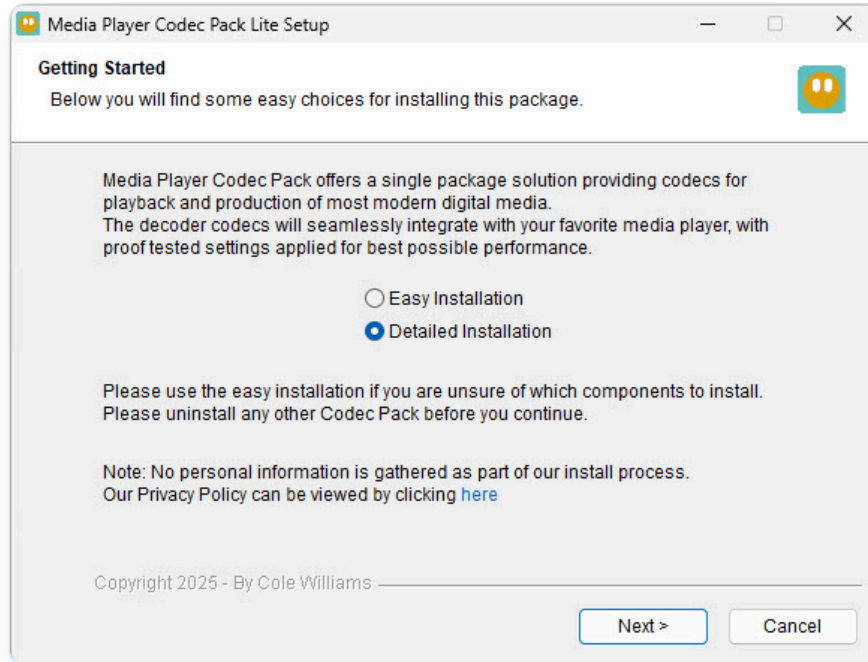 Media Player Codec Pack Lite Setup
Getting Started
Below you will find some easy choices for installing this package.
Media Player Codec Pack offers a single package solution providing codecs for
playback and production of most modern digital media.
The decoder codecs will seamlessly integrate with your favorite media player, with
proof tested settings applied for best possible performance.
Easy Installation
Detailed Installation
Please use the easy installation if you are unsure of which components to install.
Please uninstall any other Codec Pack before you continue.
Note: No personal information is gathered as part of our install process.
Our Privacy Policy can be viewed by clicking here
Copyright 2025 - By Cole Williams
Next > Cancel